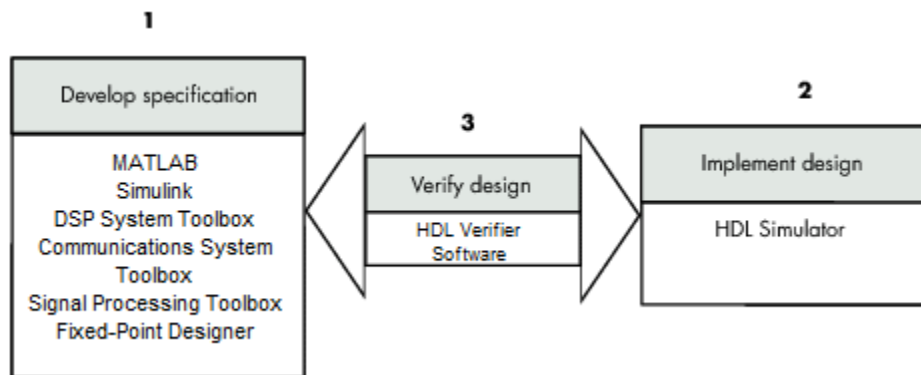 1
Develop specification
MATLAB
Simulink
DSP System Toolbox
Communications System
Toolbox
Signal Processing Toolbox
Fixed-Point Designer
3
Verify design
HDL Verifier
Software
2
Implement design
HDL Simulator